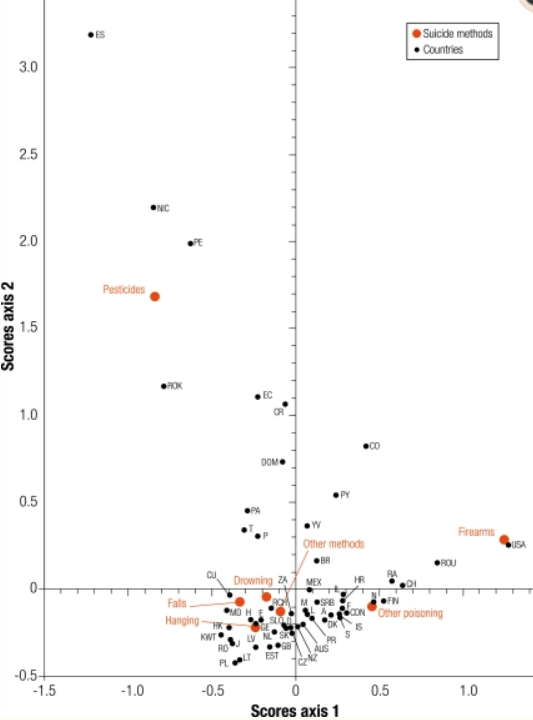 Suicide methods
Countries
ES
3.0
2.5
NIC
2.0
PE
Pesticides
1.5
ROK
EC
CR
1.0
CO
DOM
PY
0.5
PA
T
P
YV
Firearms
USA
Other methods
BR
ROU
RA
CH
MEX
HR
IL
ZA
CU
Drowning
0
Falls
MD
H
E
RCH
M
SRB
F
N
FIN
CDN
Other poisoning
Hanging
HK
GE
SLO
D
A
DK
IS
S
KWT
RO
J
LV
NL
SK
GB
EST
PR
AUS
NZ
CZ
PL
LT
-0.5
-1.5
-1.0
-0.5
0
0.5
1.0
Scores axis 1
Scores axis 2